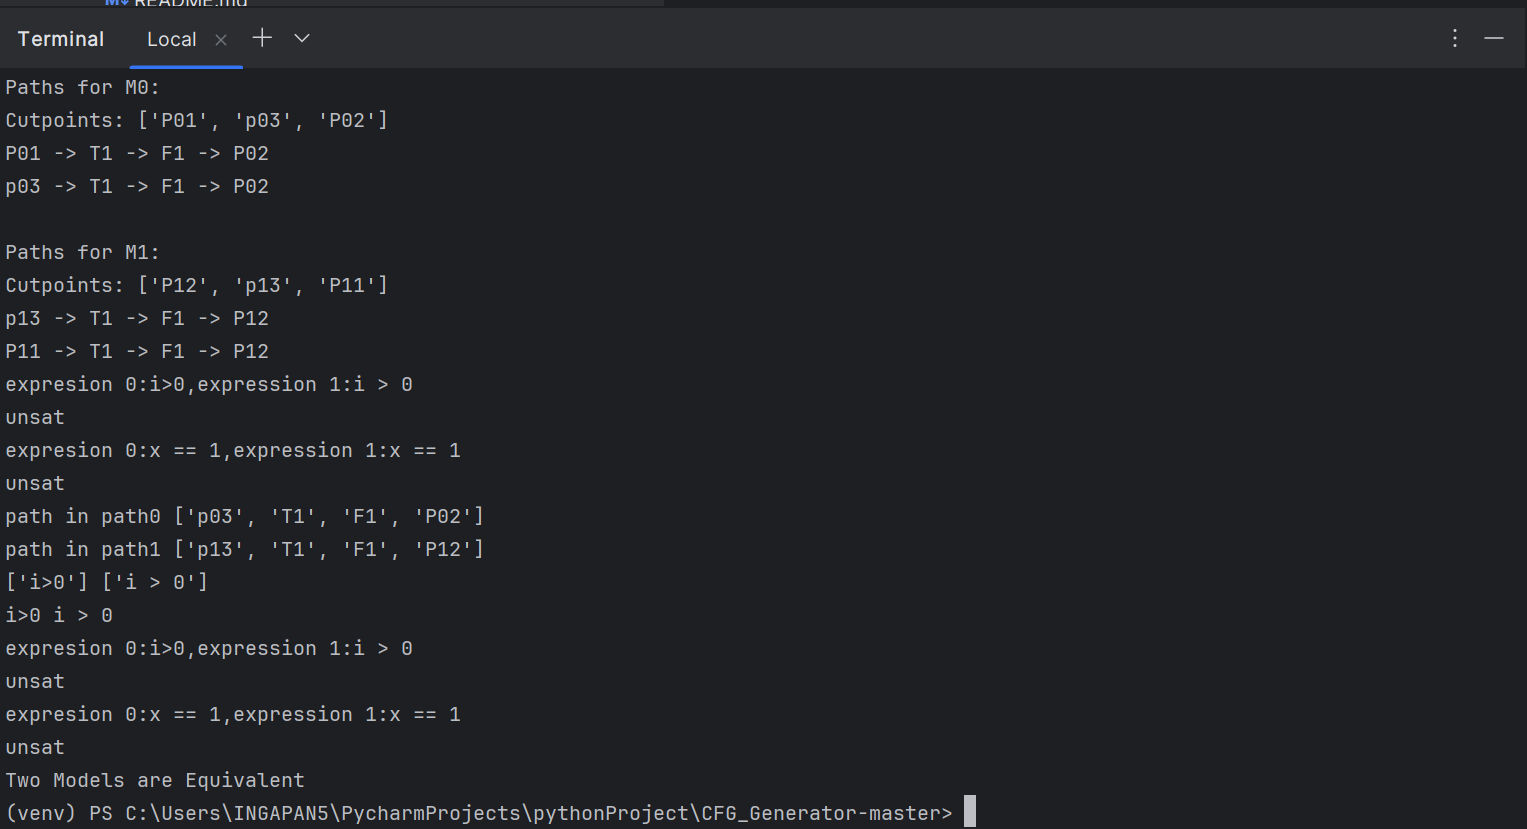 README.md
Terminal Local
Paths for M0:
Cutpoints: ['P01', 'p03', 'P02']
P01 -> T1 -> F1 -> P02
p03 -> T1 -> F1 -> P02
Paths for M1:
Cutpoints: ['P12', 'p13', 'P11']
p13 -> T1 -> F1 -> P12
P11 -> T1 -> F1 -> P12
expresion 0:i>0,expression 1:i > 0
unsat
expresion 0:x == 1,expression 1:x == 1
unsat
path in path0 ['p03', 'T1', 'F1', 'P02']
path in path1 ['p13', 'T1', 'F1', 'P12']
['i>0'] ['i > 0']
i>0 i > 0
expresion 0:i>0,expression 1:i > 0
unsat
expresion 0:x == 1,expression 1:x == 1
unsat
Two Models are Equivalent
(venv) PS C:\Users\INGAPAN5\PycharmProjects\pythonProject\CFG_Generator-master>